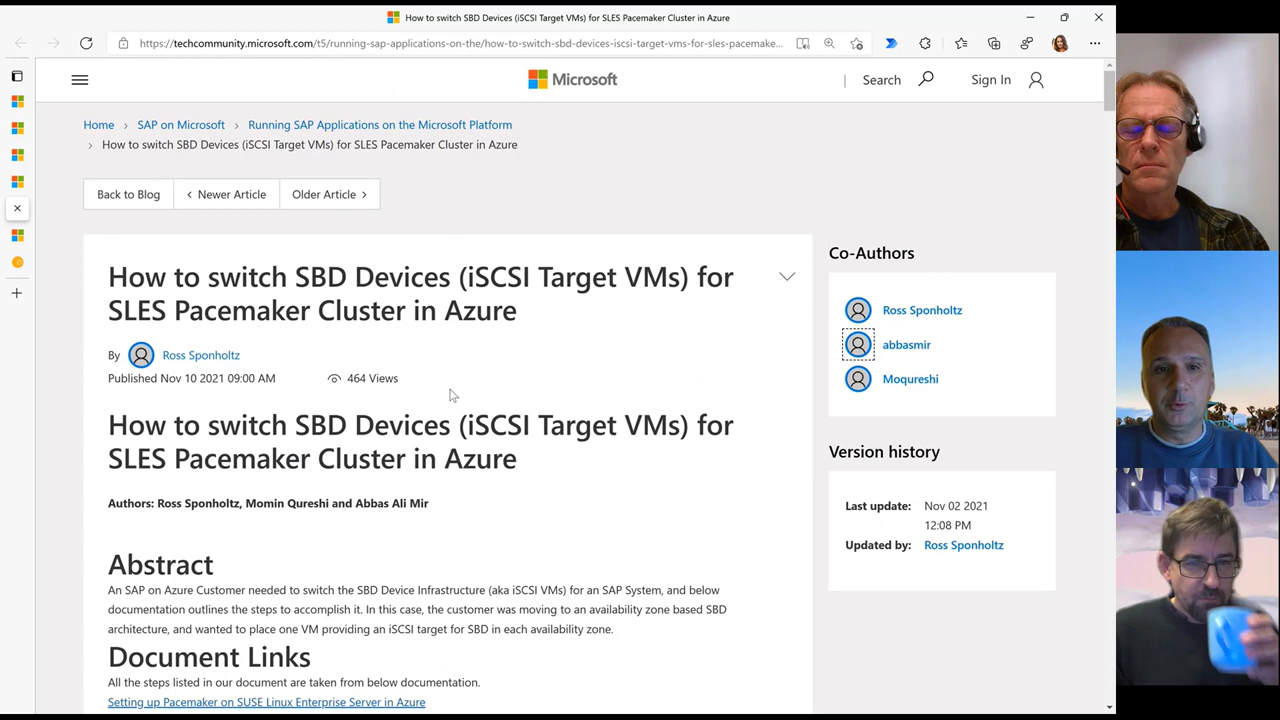 How to switch SBD Devices (iSCSI Target VMs) for SLES Pacemaker Cluster in Azure
https://techcommunity.microsoft.com/t5/running-sap-applications-on-the/how-to-switch-sbd-devices-iscsi-target-vms-for-sles-pacemake...
Microsoft
Search
Sign In
Home > SAP on Microsoft > Running SAP Applications on the Microsoft Platform
> How to switch SBD Devices (iSCSI Target VMs) for SLES Pacemaker Cluster in Azure
Back to Blog
< Newer Article
Older Article >
How to switch SBD Devices (iSCSI Target VMs) for
SLES Pacemaker Cluster in Azure
By Ross Sponholtz
Published Nov 10 2021 09:00 AM
464 Views
How to switch SBD Devices (iSCSI Target VMs) for
SLES Pacemaker Cluster in Azure
Authors: Ross Sponholtz, Momin Qureshi and Abbas Ali Mir
Abstract
An SAP on Azure Customer needed to switch the SBD Device Infrastructure (aka iSCSI VMs) for an SAP System, and below
documentation outlines the steps to accomplish it. In this case, the customer was moving to an availability zone based SBD
architecture, and wanted to place one VM providing an iSCSI target for SBD in each availability zone.
Document Links
All the steps listed in our document are taken from below documentation.
Setting up Pacemaker on SUSE Linux Enterprise Server in Azure
Co-Authors
Ross Sponholtz
abbasmir
Moqureshi
Version history
Last update: Nov 02 2021
12:08 PM
Updated by: Ross Sponholtz